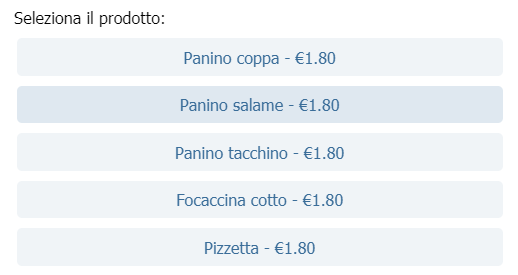 Seleziona il prodotto:
Panino coppa - €1.80
Panino salame - €1.80
Panino tacchino - €1.80
Focaccina cotto - €1.80
Pizzetta - €1.80